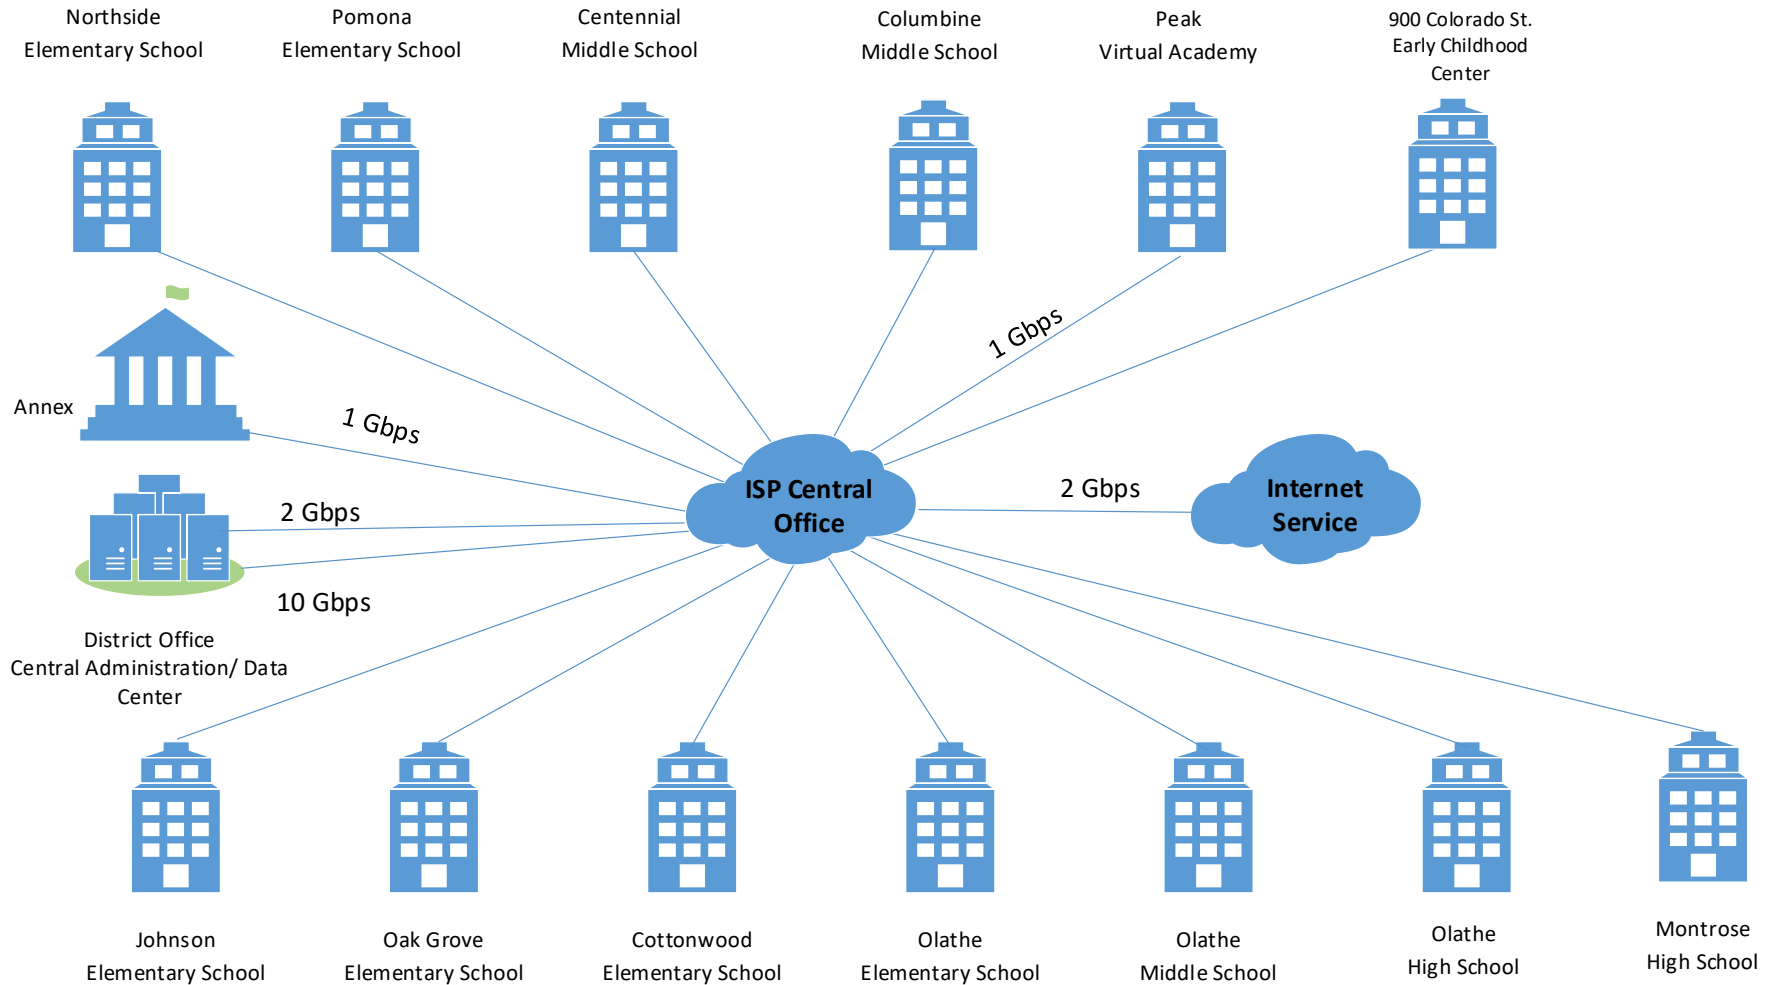 Northside
Elementary School
Pomona
Elementary School
Centennial
Middle School
Columbine
Middle School
Peak
Virtual Academy
900 Colorado St.
Early Childhood
Center
1 Gbps
Annex
1 Gbps
ISP Central
Office
2 Gbps
Internet
Service
2 Gbps
10 Gbps
District Office
Central Administration/ Data
Center
Johnson
Elementary School
Oak Grove
Elementary School
Cottonwood
Elementary School
Olathe
Elementary School
Olathe
Middle School
Olathe
High School
Montrose
High School